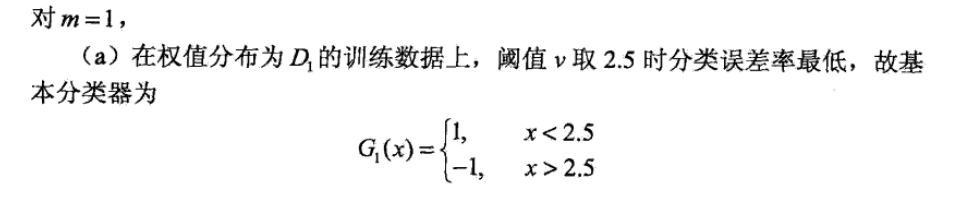 对 m=1，
（a）在权值分布为 D₁ 的训练数据上，阈值 v 取 2.5 时分类误差率最低，故基
本分类器为
G₁(x) = { 1, x < 2.5
−1, x > 2.5